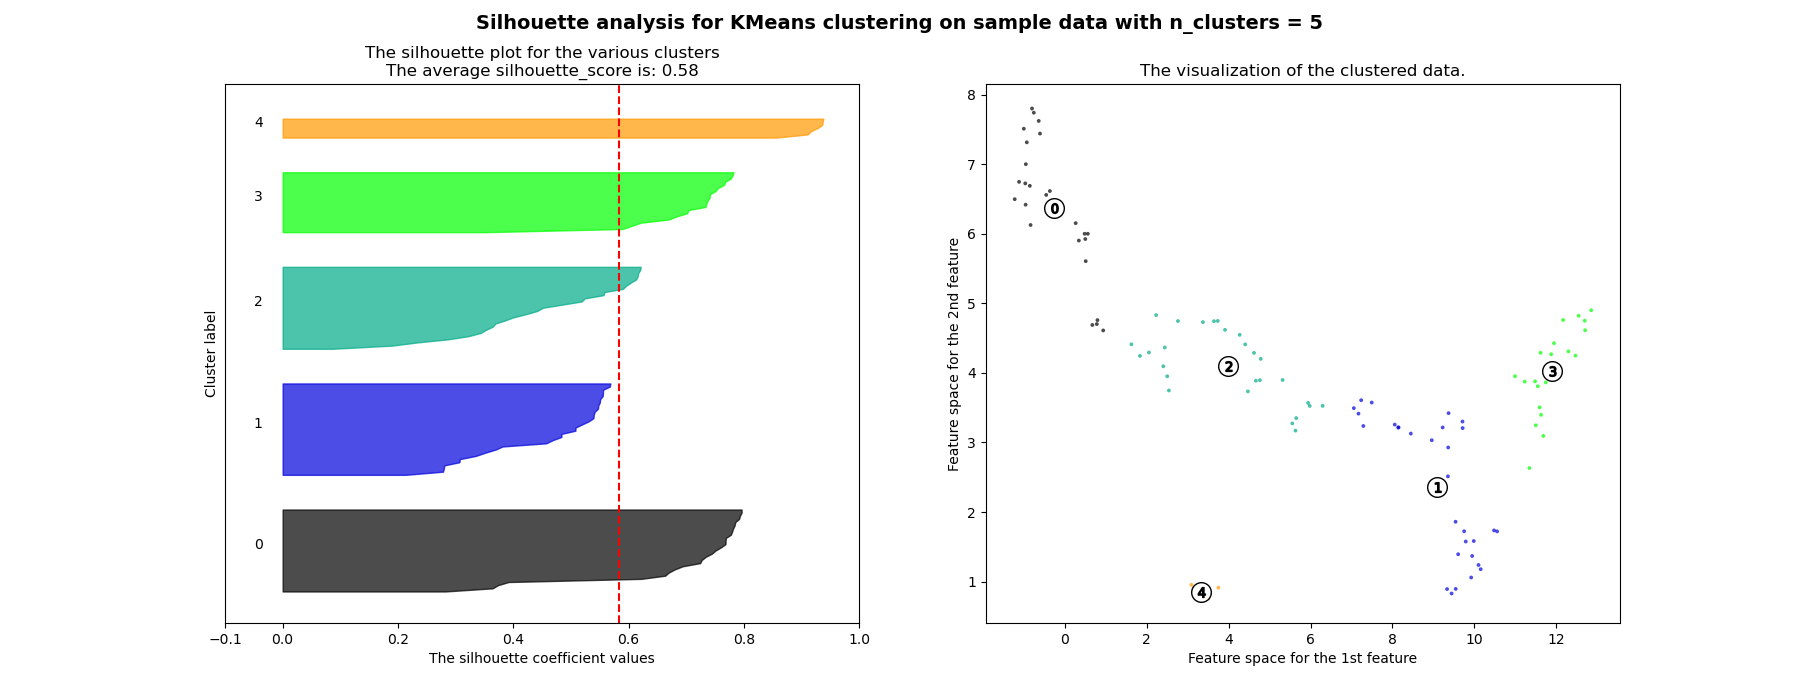 Silhouette analysis for KMeans clustering on sample data with n_clusters = 5
The silhouette plot for the various clusters
The average silhouette_score is: 0.58
4
3
2
1
0
Cluster label
−0.1 0.0 0.2 0.4 0.6 0.8 1.0
The silhouette coefficient values
The visualization of the clustered data.
8
7
6
5
4
3
2
1
Feature space for the 2nd feature
0
2
3
1
4
0 2 4 6 8 10 12
Feature space for the 1st feature